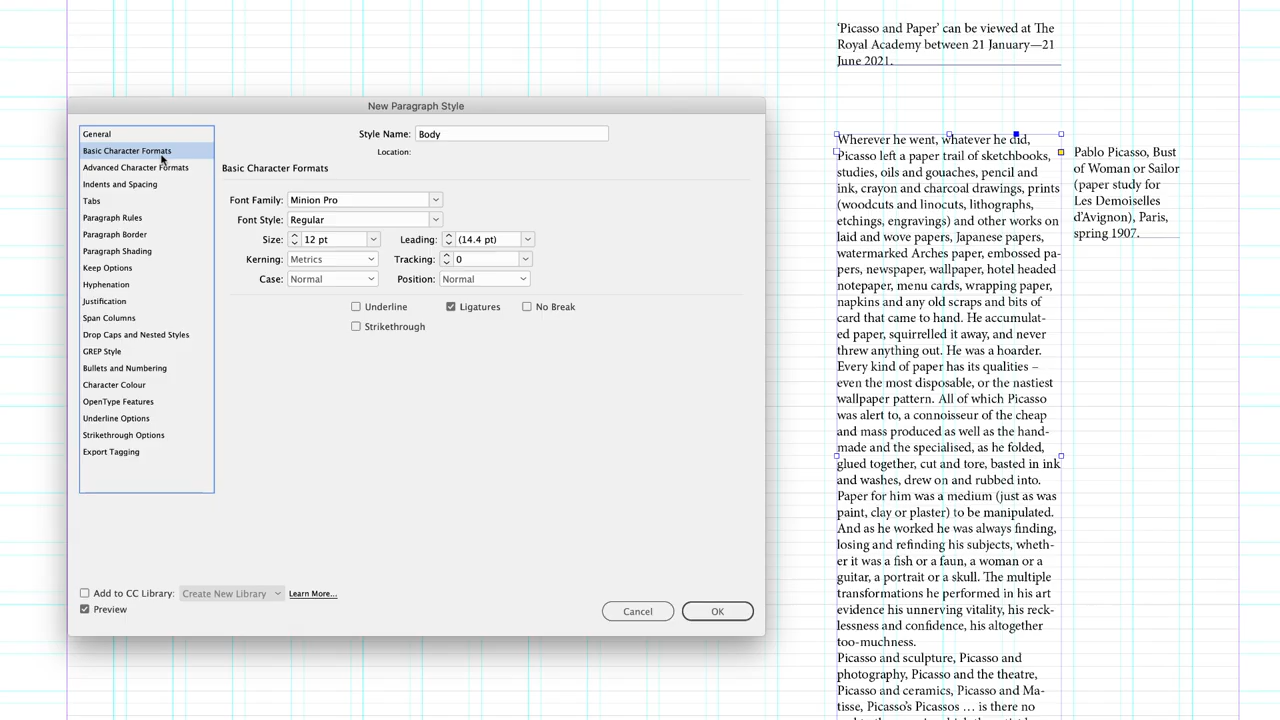 ‘Picasso and Paper’ can be viewed at The
Royal Academy between 21 January—21
June 2021.
New Paragraph Style
General
Basic Character Formats
Advanced Character Formats
Indents and Spacing
Tabs
Paragraph Rules
Paragraph Border
Paragraph Shading
Keep Options
Hyphenation
Justification
Span Columns
Drop Caps and Nested Styles
GREP Style
Bullets and Numbering
Character Colour
OpenType Features
Underline Options
Strikethrough Options
Export Tagging
Style Name: Body
Location:
Basic Character Formats
Font Family: Minion Pro
Font Style: Regular
Size: 12 pt Leading: (14.4 pt)
Kerning: Metrics Tracking: 0
Case: Normal Position: Normal
Underline Ligatures No Break
Strikethrough
Add to CC Library: Create New Library Learn More...
Preview
Cancel OK
Wherever he went, whatever he did,
Picasso left a paper trail of sketchbooks,
studies, oils and gouaches, pencil and
ink, crayon and charcoal drawings, prints
(woodcuts and linocuts, lithographs,
etchings, engravings) and other works on
laid and wove papers, Japanese papers,
watermarked Arches paper, embossed pa-
pers, newspaper, wallpaper, hotel headed
notepaper, menu cards, wrapping paper,
napkins and any old scraps and bits of
card that came to hand. He accumulat-
ed paper, squirrelled it away, and never
threw anything out. He was a hoarder.
Every kind of paper has its qualities –
even the most disposable, or the nastiest
wallpaper pattern. All of which Picasso
was alert to, a connoisseur of the cheap
and mass produced as well as the hand-
made and the specialised, as he folded,
glued together, cut and tore, basted in ink
and washes, drew on and rubbed into.
Paper for him was a medium (just as was
paint, clay or plaster) to be manipulated.
And as he worked he was always finding,
losing and refinding his subjects, wheth-
er it was a fish or a faun, a woman or a
guitar, a portrait or a skull. The multiple
transformations he performed in his art
evidence his unnerving vitality, his reck-
lessness and confidence, his altogether
too-muchness.
Picasso and sculpture, Picasso and
photography, Picasso and the theatre,
Picasso and ceramics, Picasso and Ma-
tisse, Picasso’s Picassos … is there no
Pablo Picasso, Bust
of Woman or Sailor
(paper study for
Les Demoiselles
d’Avignon), Paris,
spring 1907.